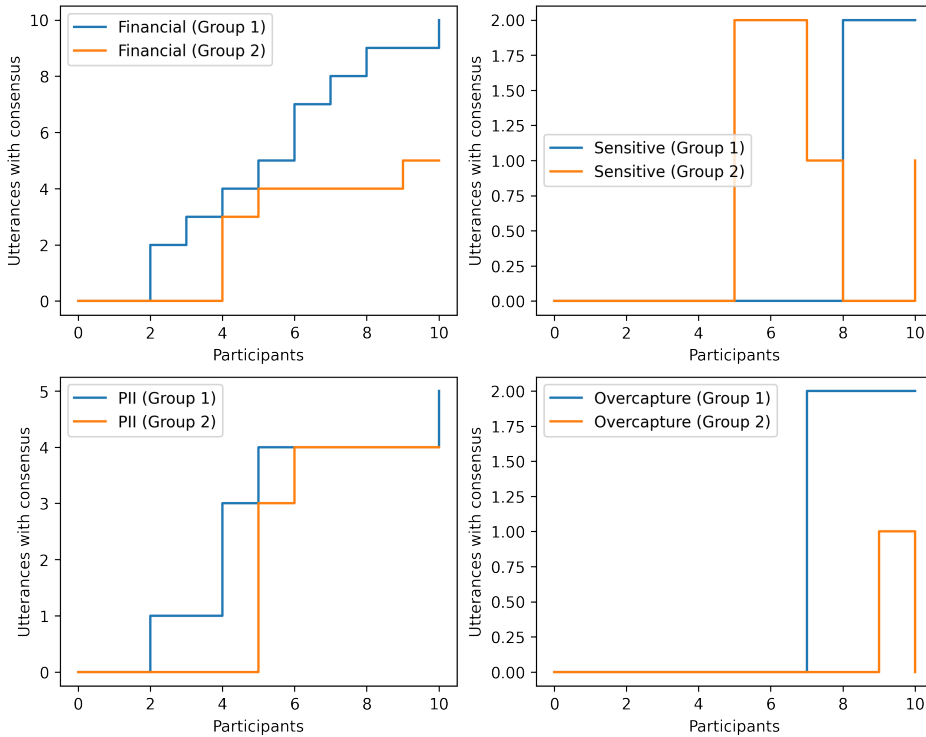 10
8
6
4
2
0
Utterances with consensus
Financial (Group 1)
Financial (Group 2)
0 2 4 6 8 10
Participants
2.00
1.75
1.50
1.25
1.00
0.75
0.50
0.25
0.00
Utterances with consensus
Sensitive (Group 1)
Sensitive (Group 2)
0 2 4 6 8 10
Participants
5
4
3
2
1
0
Utterances with consensus
PII (Group 1)
PII (Group 2)
0 2 4 6 8 10
Participants
2.00
1.75
1.50
1.25
1.00
0.75
0.50
0.25
0.00
Utterances with consensus
Overcapture (Group 1)
Overcapture (Group 2)
0 2 4 6 8 10
Participants